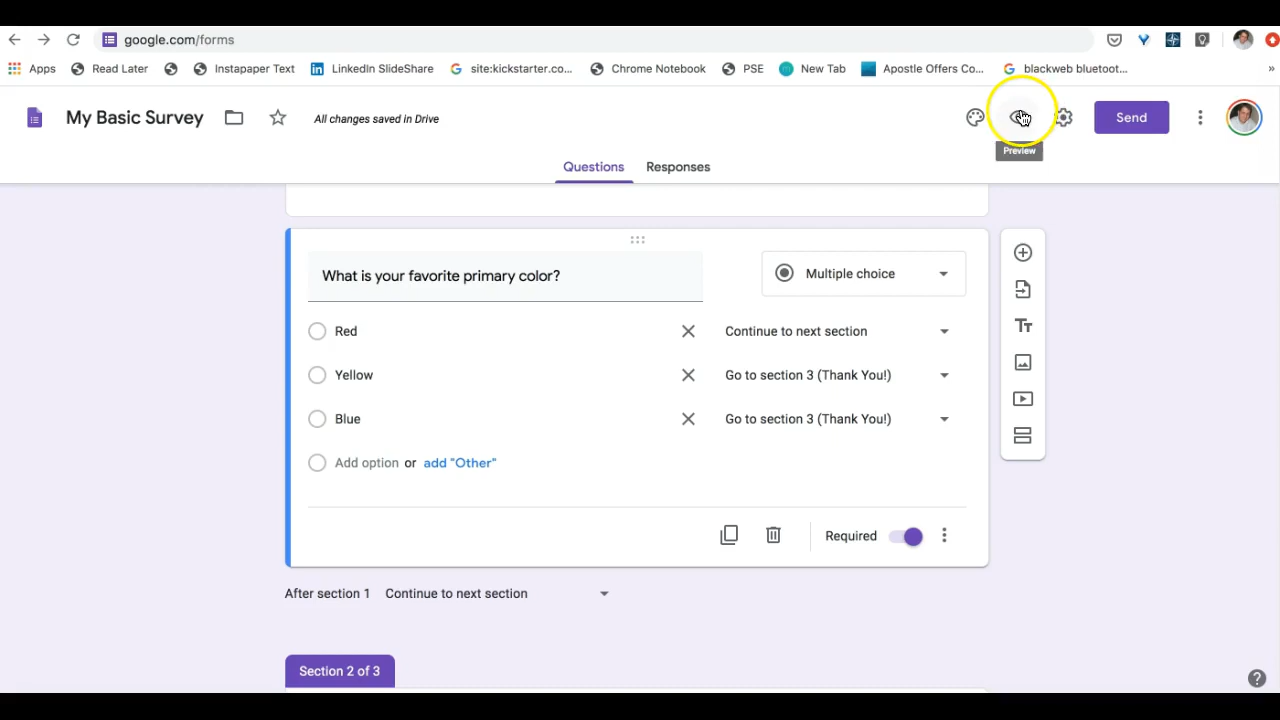 google.com/forms
Apps Read Later Instapaper Text LinkedIn SlideShare site:kickstarter.co... Chrome Notebook PSE New Tab Apostle Offers Co... blackweb bluetoot... »
My Basic Survey All changes saved in Drive Send
Preview
Questions Responses
What is your favorite primary color? Multiple choice
Red Continue to next section
Yellow Go to section 3 (Thank You!)
Blue Go to section 3 (Thank You!)
Add option or add "Other"
Required
After section 1 Continue to next section
Section 2 of 3